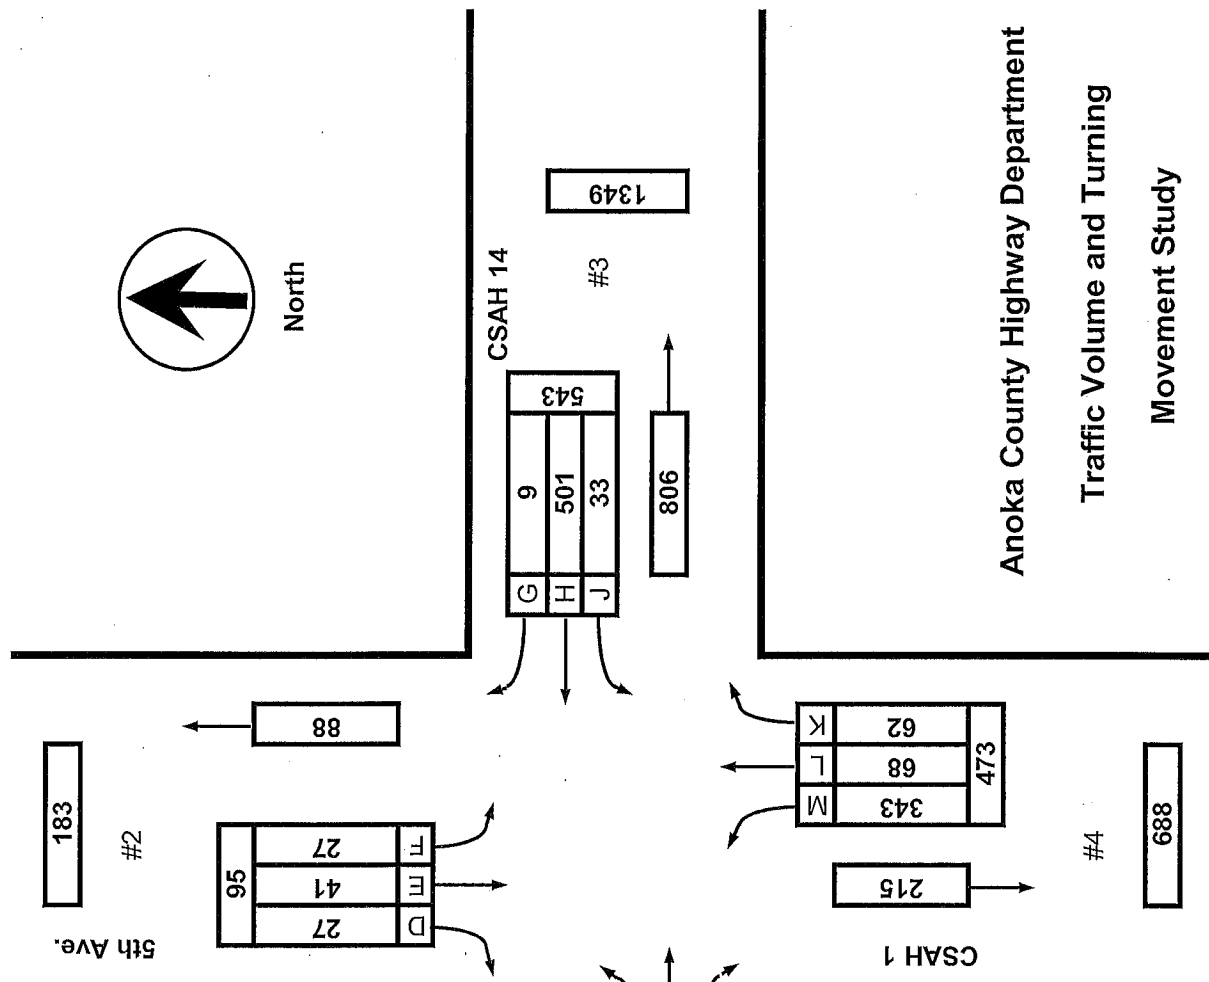 North
CSAH 14
#3
1349
543
G 9
H 501
J 33
806
88
183
#2
95
27 D
41 E
27 F
5th Ave.
K 62
L 68
M 343
473
215
#4
688
CSAH 1
Anoka County Highway Department
Traffic Volume and Turning
Movement Study